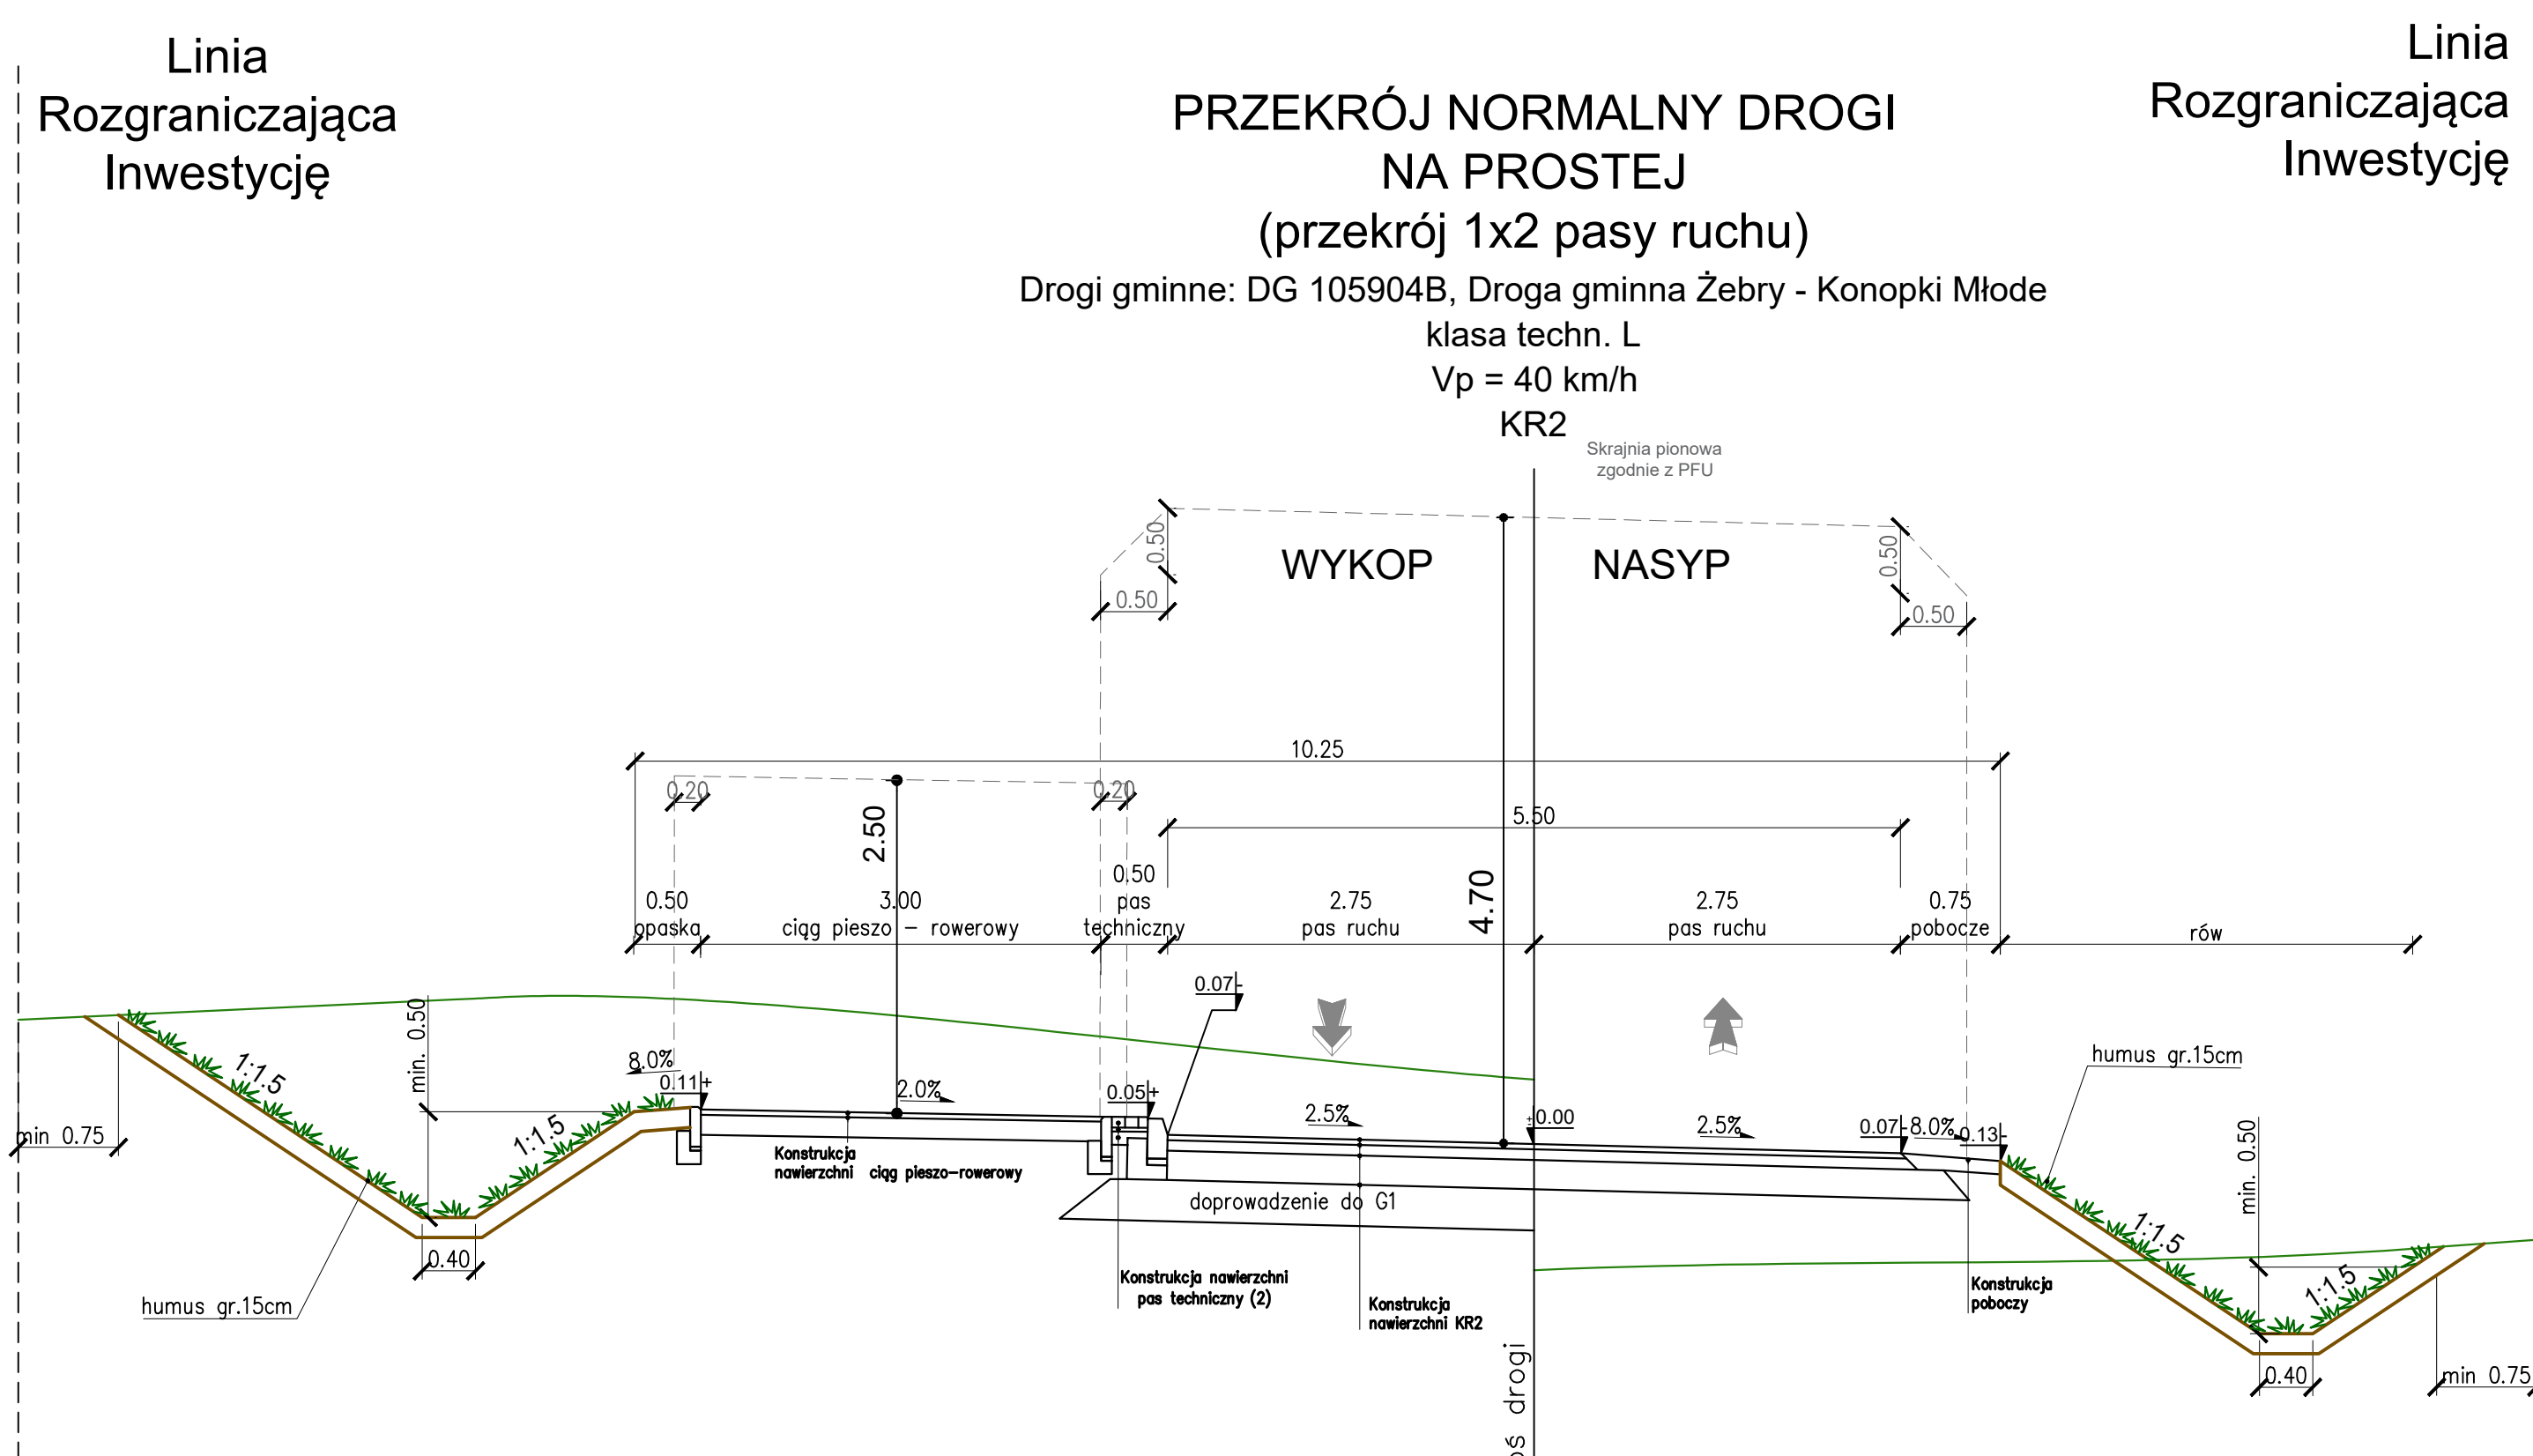 Linia
Rozgraniczająca
Inwestycję
Linia
Rozgraniczająca
Inwestycję
PRZEKRÓJ NORMALNY DROGI
NA PROSTEJ
(przekrój 1x2 pasy ruchu)
Drogi gminne: DG 105904B, Droga gminna Żebry - Konopki Młode
klasa techn. L
Vp = 40 km/h
KR2
Skrajnia pionowa
zgodnie z PFU
WYKOP
NASYP
0.50
0.50
0.50
0.50
10.25
0.20
0.20
5.50
2.50
4.70
0.50
opaska
3.00
ciąg pieszo – rowerowy
0.50
pas
techniczny
2.75
pas ruchu
2.75
pas ruchu
0.75
pobocze
rów
0.07-
min. 0.50
1:1.5
8.0%
0.11+
2.0%
0.05+
2.5%
±0.00
2.5%
0.07-
8.0%
0.13-
humus gr.15cm
min 0.75
1:1.5
Konstrukcja
nawierzchni ciąg pieszo-rowerowy
doprowadzenie do G1
min. 0.50
1:1.5
1:1.5
0.40
humus gr.15cm
Konstrukcja nawierzchni
pas techniczny (2)
Konstrukcja
nawierzchni KR2
Konstrukcja
poboczy
oś drogi
0.40
min 0.75